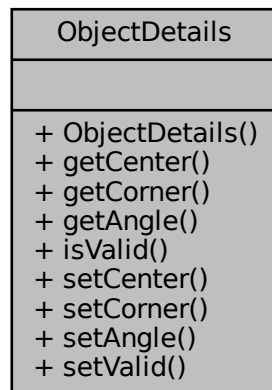 ObjectDetails
+ ObjectDetails()
+ getCenter()
+ getCorner()
+ getAngle()
+ isValid()
+ setCenter()
+ setCorner()
+ setAngle()
+ setValid()